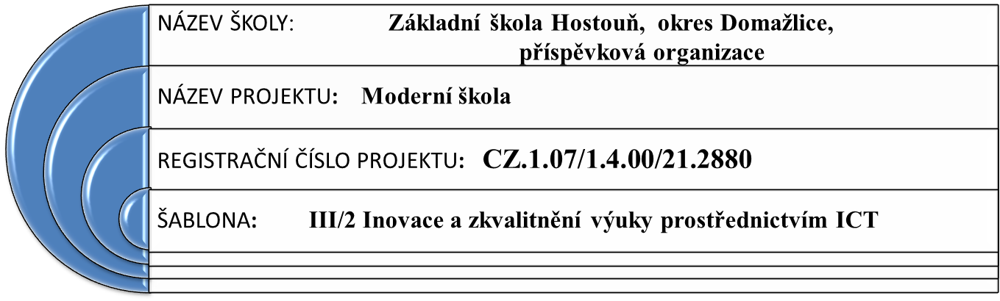 NÁZEV ŠKOLY: Základní škola Hostouň, okres Domažlice,
příspěvková organizace
NÁZEV PROJEKTU: Moderní škola
REGISTRAČNÍ ČÍSLO PROJEKTU: CZ.1.07/1.4.00/21.2880
ŠABLONA: III/2 Inovace a zkvalitnění výuky prostřednictvím ICT